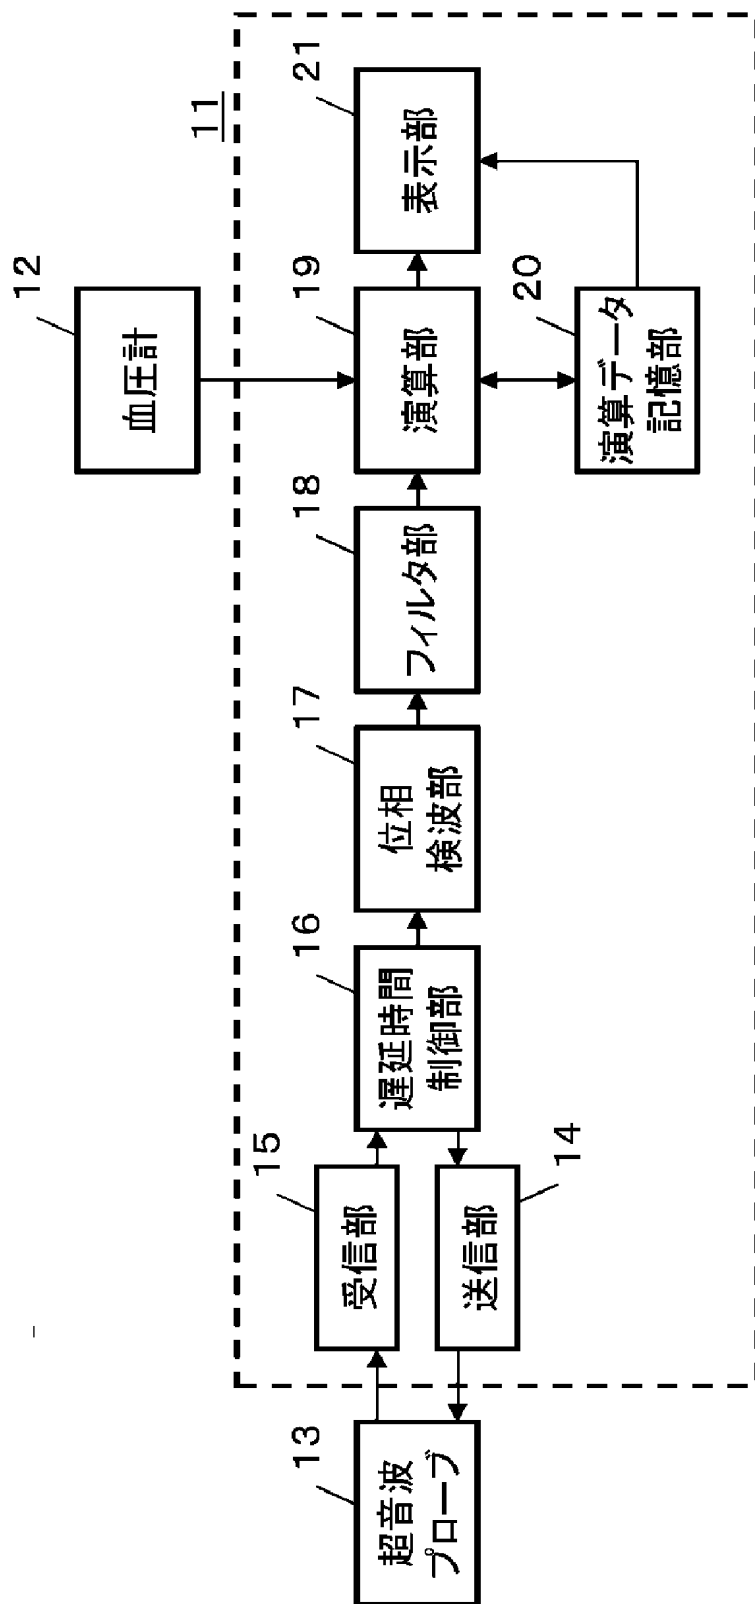 11
12
血圧計
13
超音波
プローブ
15
受信部
14
送信部
16
遅延時間
制御部
17
位相
検波部
18
フィルタ部
19
演算部
20
演算データ
記憶部
21
表示部